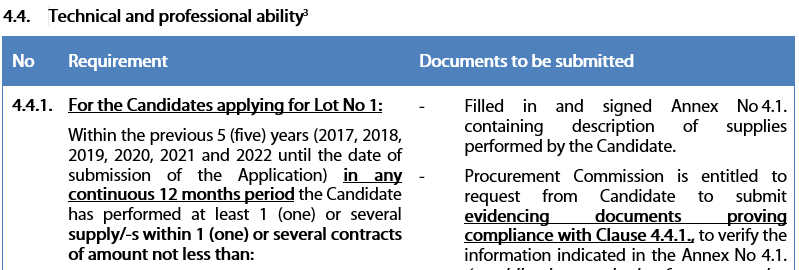 4.4. Technical and professional ability³
No Requirement Documents to be submitted
4.4.1. For the Candidates applying for Lot No 1:
Within the previous 5 (five) years (2017, 2018,
2019, 2020, 2021 and 2022 until the date of
submission of the Application) in any
continuous 12 months period the Candidate
has performed at least 1 (one) or several
supply/-s within 1 (one) or several contracts
of amount not less than:
- Filled in and signed Annex No 4.1.
containing description of supplies
performed by the Candidate.
- Procurement Commission is entitled to
request from Candidate to submit
evidencing documents proving
compliance with Clause 4.4.1., to verify the
information indicated in the Annex No 4.1.